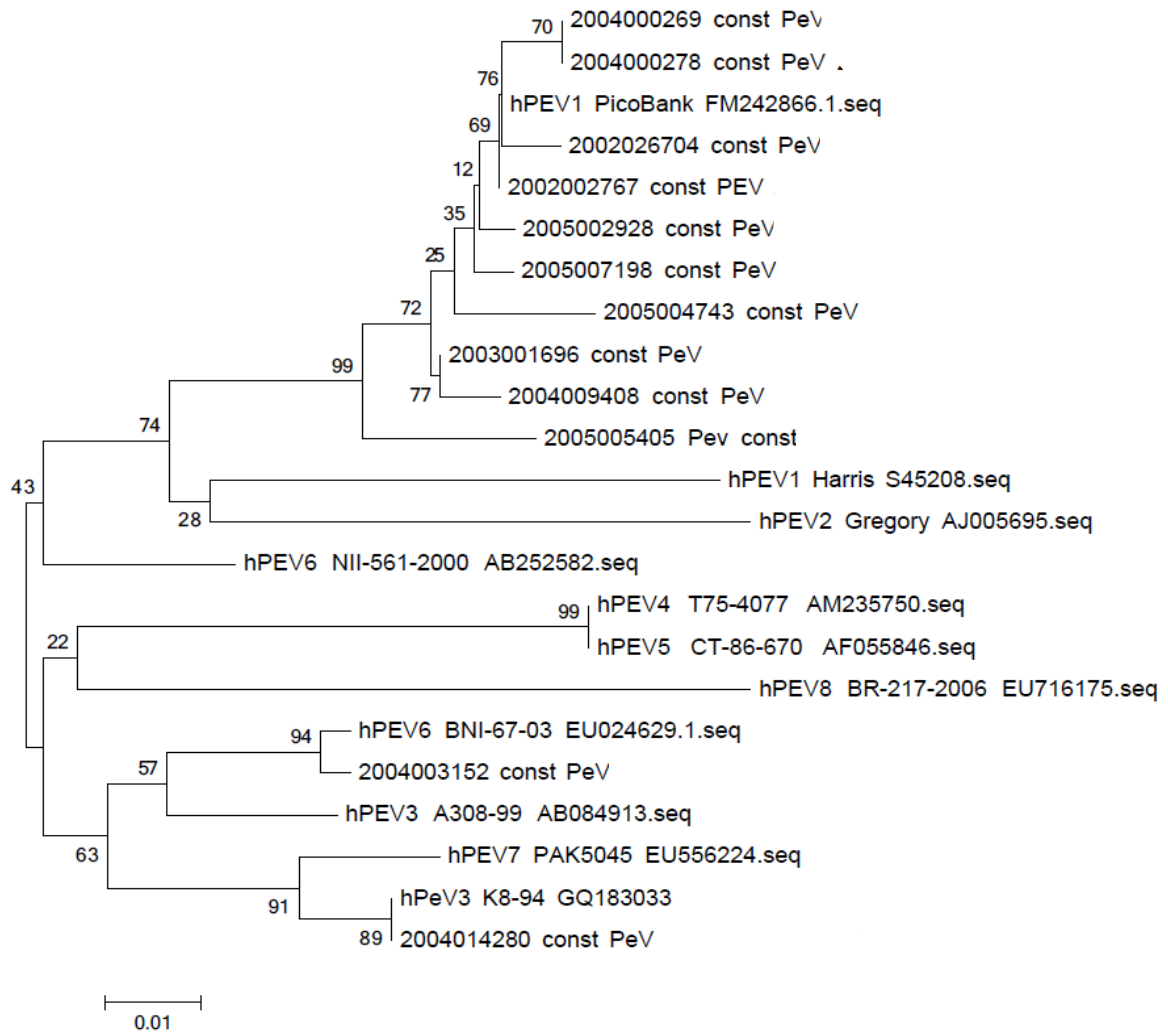 70
2004000269 const PeV
2004000278 const PeV .
76
hPEV1 PicoBank FM242866.1.seq
69
2002026704 const PeV
12
2002002767 const PEV
35
2005002928 const PeV
25
2005007198 const PeV
72
2005004743 const PeV
99
2003001696 const PeV
77
2004009408 const PeV
74
2005005405 Pev const
43
hPEV1 Harris S45208.seq
28
hPEV2 Gregory AJ005695.seq
hPEV6 NII-561-2000 AB252582.seq
99
hPEV4 T75-4077 AM235750.seq
22
hPEV5 CT-86-670 AF055846.seq
hPEV8 BR-217-2006 EU716175.seq
94
hPEV6 BNI-67-03 EU024629.1.seq
57
2004003152 const PeV
hPEV3 A308-99 AB084913.seq
63
hPEV7 PAK5045 EU556224.seq
91
hPeV3 K8-94 GQ183033
89
2004014280 const PeV
0.01